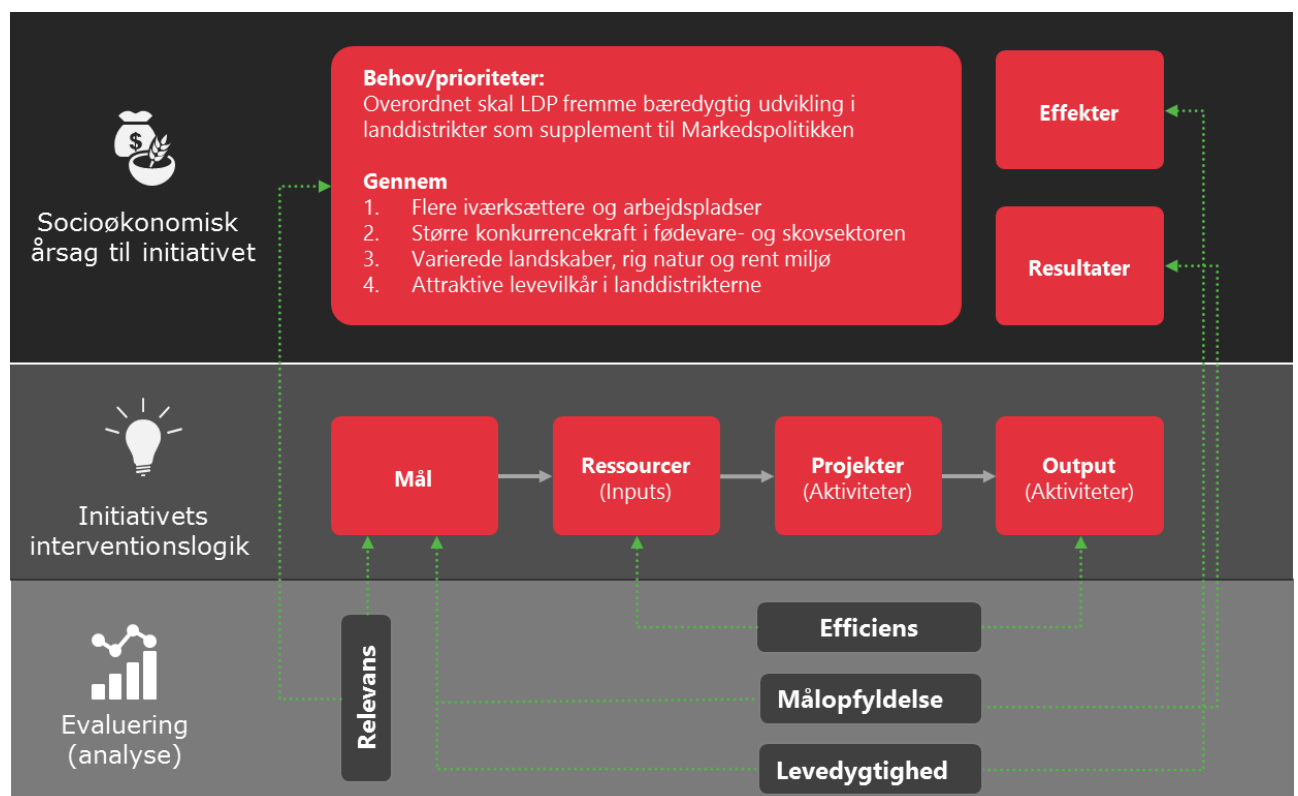 Behov/prioriteter:
Overordnet skal LDP fremme bæredygtig udvikling i
landdistrikter som supplement til Markedspolitikken
Gennem
1. Flere iværksættere og arbejdspladser
2. Større konkurrencekraft i fødevare- og skovsektoren
3. Varierede landskaber, rig natur og rent miljø
4. Attraktive levevilkår i landdistrikterne
Effekter
Resultater
$
Socioøkonomisk
årsag til initiativet
Mål
Ressourcer
(Inputs)
Projekter
(Aktiviteter)
Output
(Aktiviteter)
Initiativets
interventionslogik
Relevans
Efficiens
Målopfyldelse
Levedygtighed
Evaluering
(analyse)